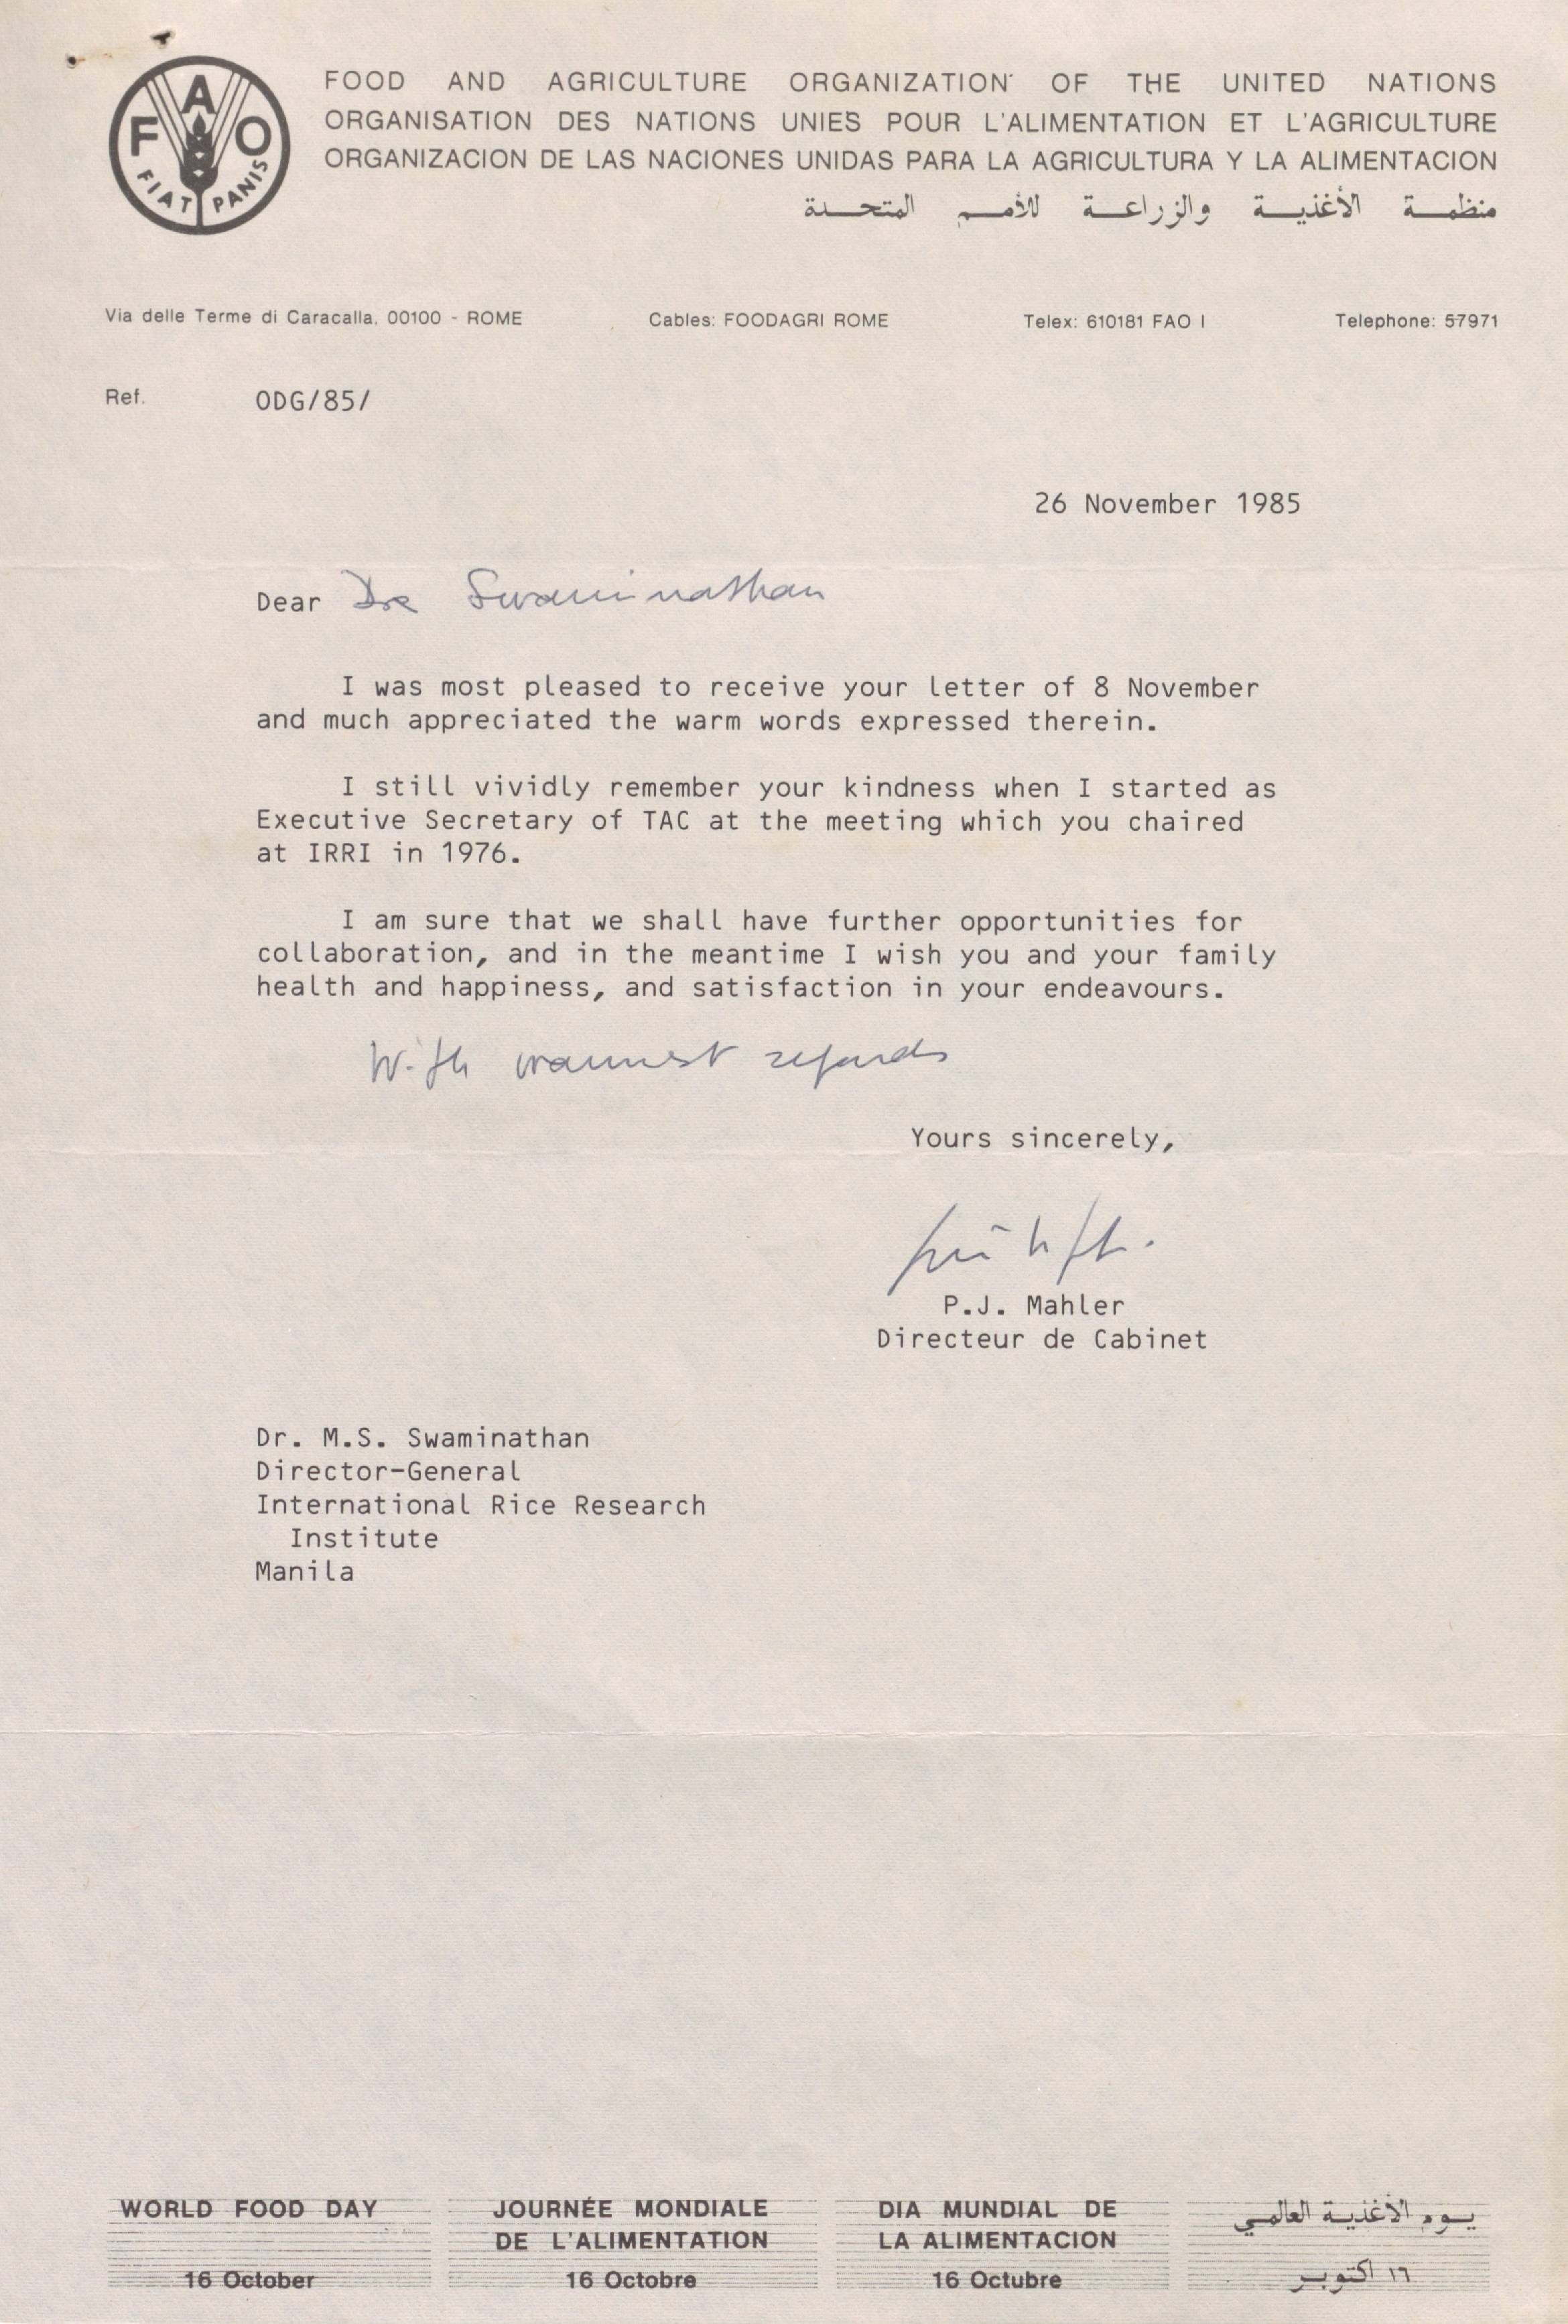 FAO
FIAT PANIS
FOOD AND AGRICULTURE ORGANIZATION OF THE UNITED NATIONS
ORGANISATION DES NATIONS UNIES POUR L'ALIMENTATION ET L'AGRICULTURE
ORGANIZACION DE LAS NACIONES UNIDAS PARA LA AGRICULTURA Y LA ALIMENTACION
منظمة الأغذية والزراعة للأمم المتحدة
Via delle Terme di Caracalla, 00100 - ROME Cables: FOODAGRI ROME Telex: 610181 FAO I Telephone: 57971
Ref. ODG/85/
26 November 1985
Dear Dr Swaminathan
I was most pleased to receive your letter of 8 November
and much appreciated the warm words expressed therein.
I still vividly remember your kindness when I started as
Executive Secretary of TAC at the meeting which you chaired
at IRRI in 1976.
I am sure that we shall have further opportunities for
collaboration, and in the meantime I wish you and your family
health and happiness, and satisfaction in your endeavours.
With warmest regards
Yours sincerely,
P.J. Mahler
Directeur de Cabinet
Dr. M.S. Swaminathan
Director-General
International Rice Research
Institute
Manila
WORLD FOOD DAY
16 October
JOURNÉE MONDIALE
DE L'ALIMENTATION
16 Octobre
DIA MUNDIAL DE
LA ALIMENTACION
16 Octubre
يوم الأغذية العالمي
١٦ اكتوبر